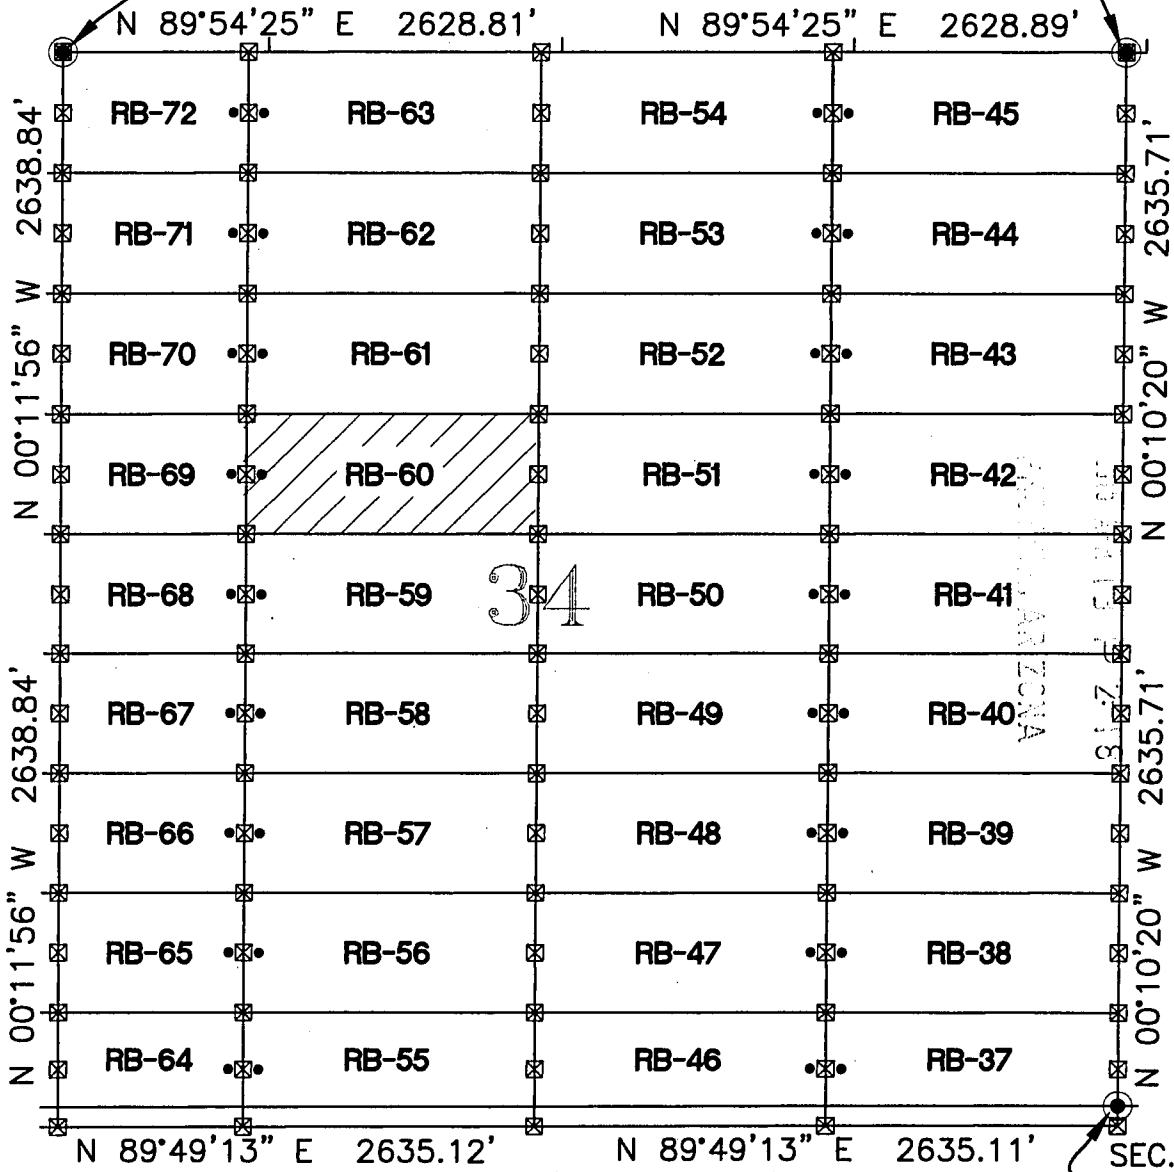 N 89°54'25" E 2628.81' N 89°54'25" E 2628.89'
N 00°11'56" W 2638.84'
N 00°10'20" W 2635.71'
RB-72 RB-63 RB-54 RB-45
RB-71 RB-62 RB-53 RB-44
RB-70 RB-61 RB-52 RB-43
RB-69 RB-60 RB-51 RB-42
RB-68 RB-59 RB-50 RB-41
34
RB-67 RB-58 RB-49 RB-40
RB-66 RB-57 RB-48 RB-39
RB-65 RB-56 RB-47 RB-38
RB-64 RB-55 RB-46 RB-37
N 00°11'56" W 2638.84'
N 00°10'20" W 2635.71'
ARIZONA
N 89°49'13" E 2635.12' N 89°49'13" E 2635.11' SEC.